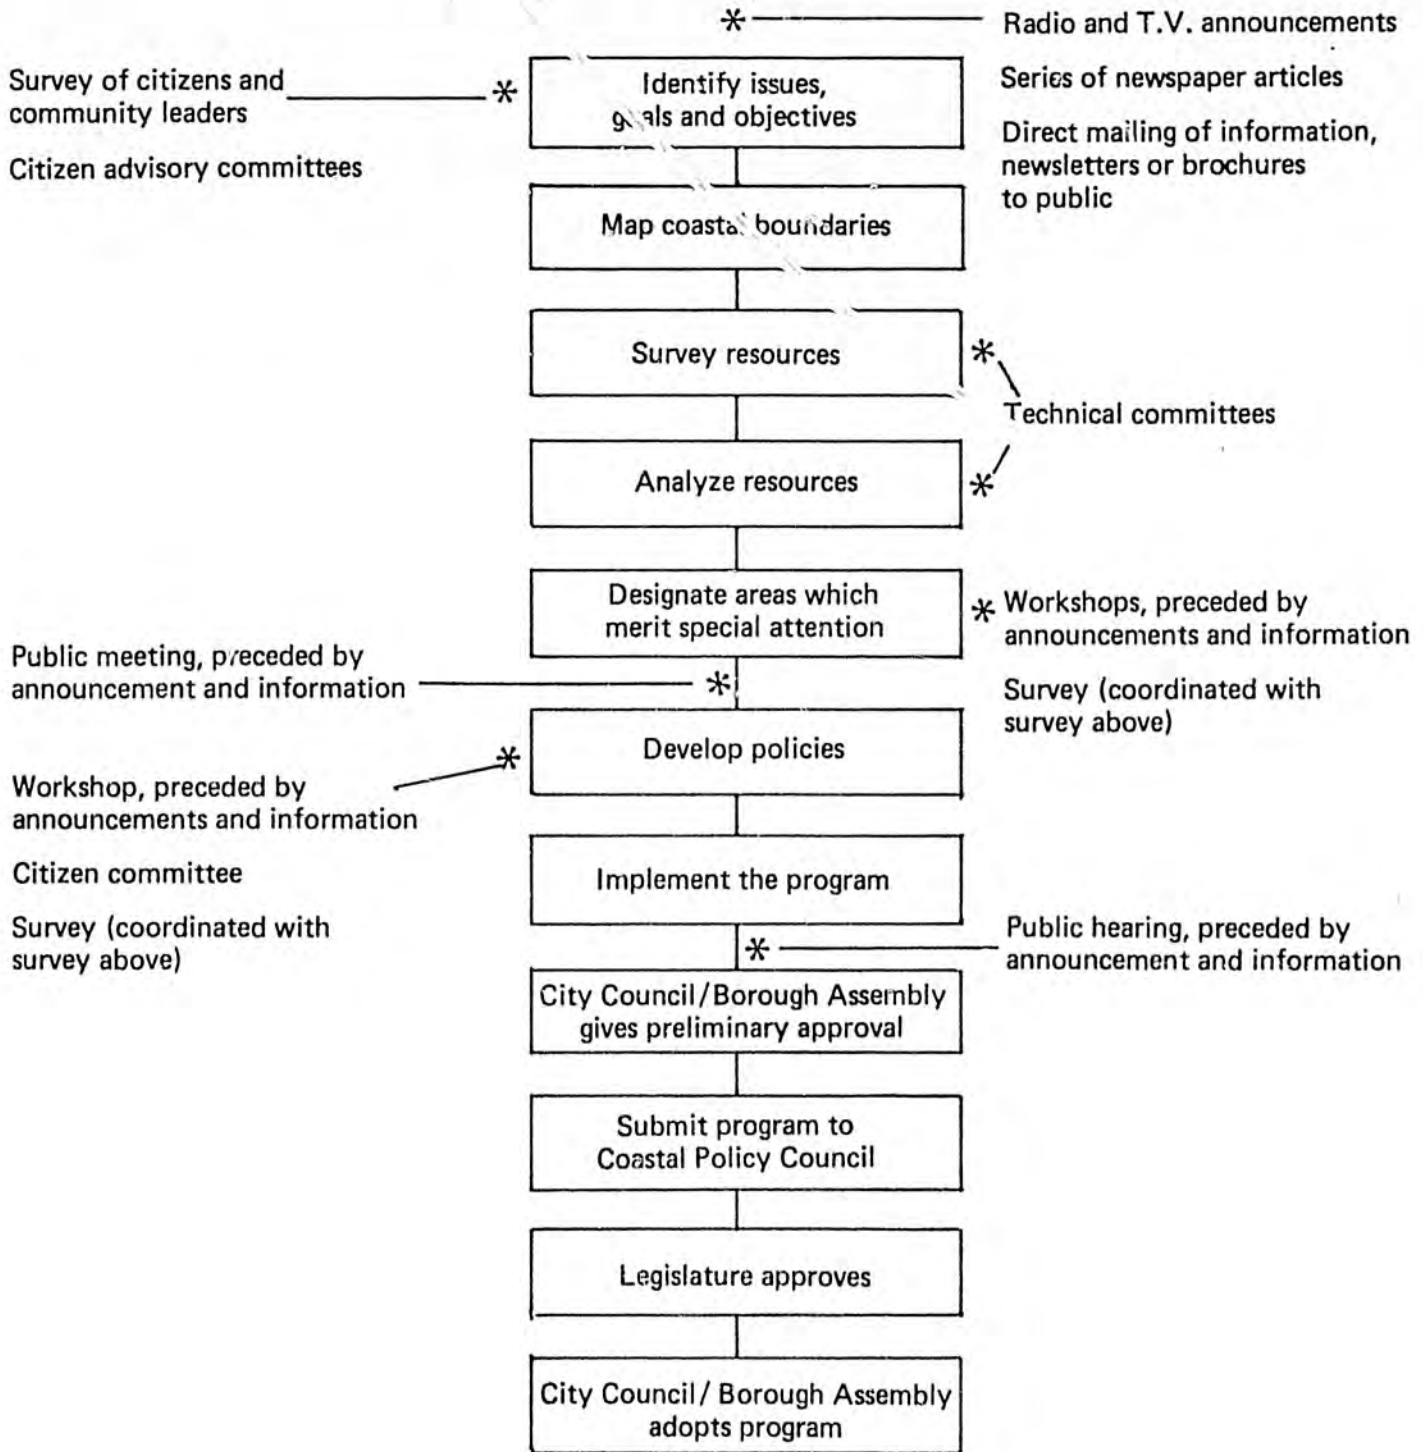 Radio and T.V. announcements
Series of newspaper articles
Direct mailing of information,
newsletters or brochures
to public
Survey of citizens and
community leaders
Citizen advisory committees
Identify issues,
goals and objectives
Map coastal boundaries
Survey resources
Technical committees
Analyze resources
Designate areas which
merit special attention
Workshops, preceded by
announcements and information
Survey (coordinated with
survey above)
Public meeting, preceded by
announcement and information
Develop policies
Workshop, preceded by
announcements and information
Citizen committee
Survey (coordinated with
survey above)
Implement the program
Public hearing, preceded by
announcement and information
City Council/Borough Assembly
gives preliminary approval
Submit program to
Coastal Policy Council
Legislature approves
City Council/ Borough Assembly
adopts program